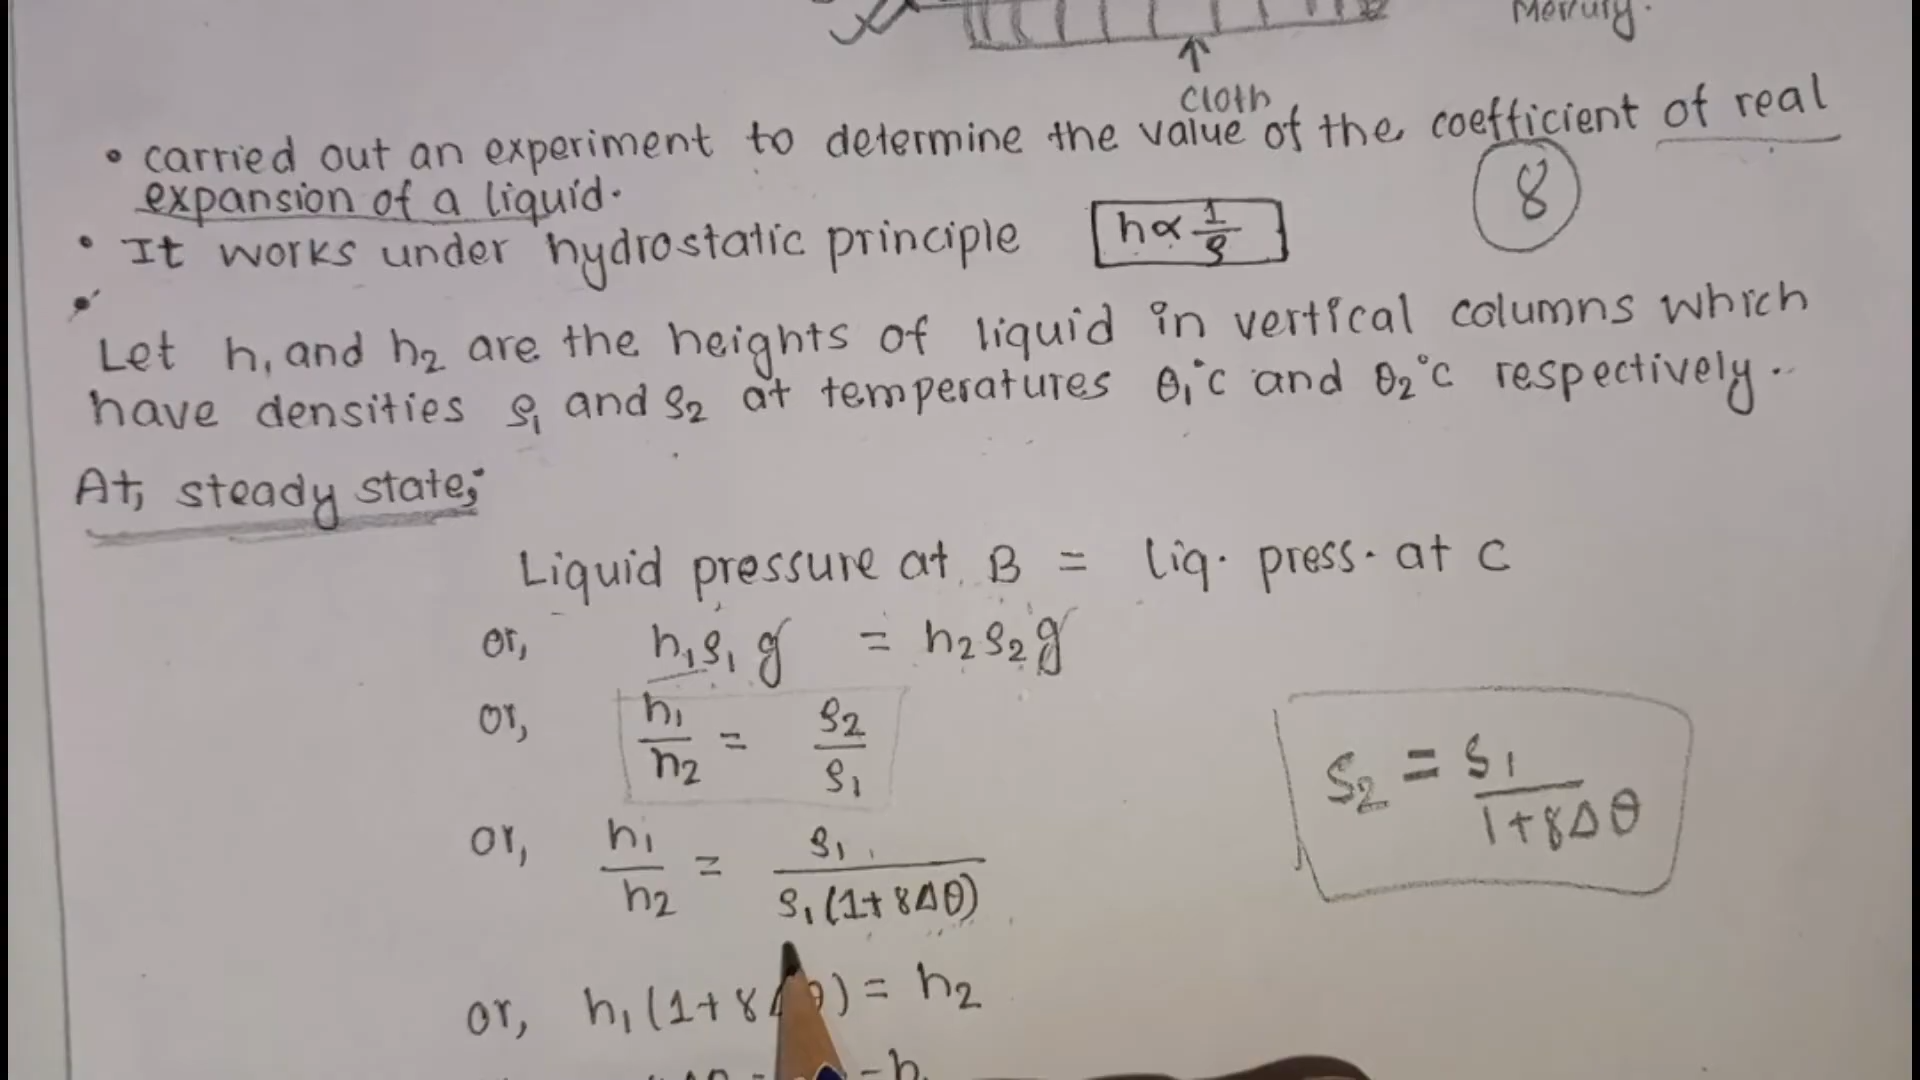 Mercury.
cloth
• carried out an experiment to determine the value of the coefficient of real
expansion of a liquid.
γ
• It works under hydrostatic principle h∝ 1/ρ
Let h₁ and h₂ are the heights of liquid in vertical columns which
have densities ρ₁ and ρ₂ at temperatures θ₁°c and θ₂°c respectively.
At, steady state;
Liquid pressure at B = liq. press. at C
or, h₁ρ₁g = h₂ρ₂g
or, h₁/h₂ = ρ₂/ρ₁
ρ₂ = ρ₁/1+γΔθ
or, h₁/h₂ = ρ₁/ρ₁(1+γΔθ)
or, h₁(1+γΔθ) = h₂